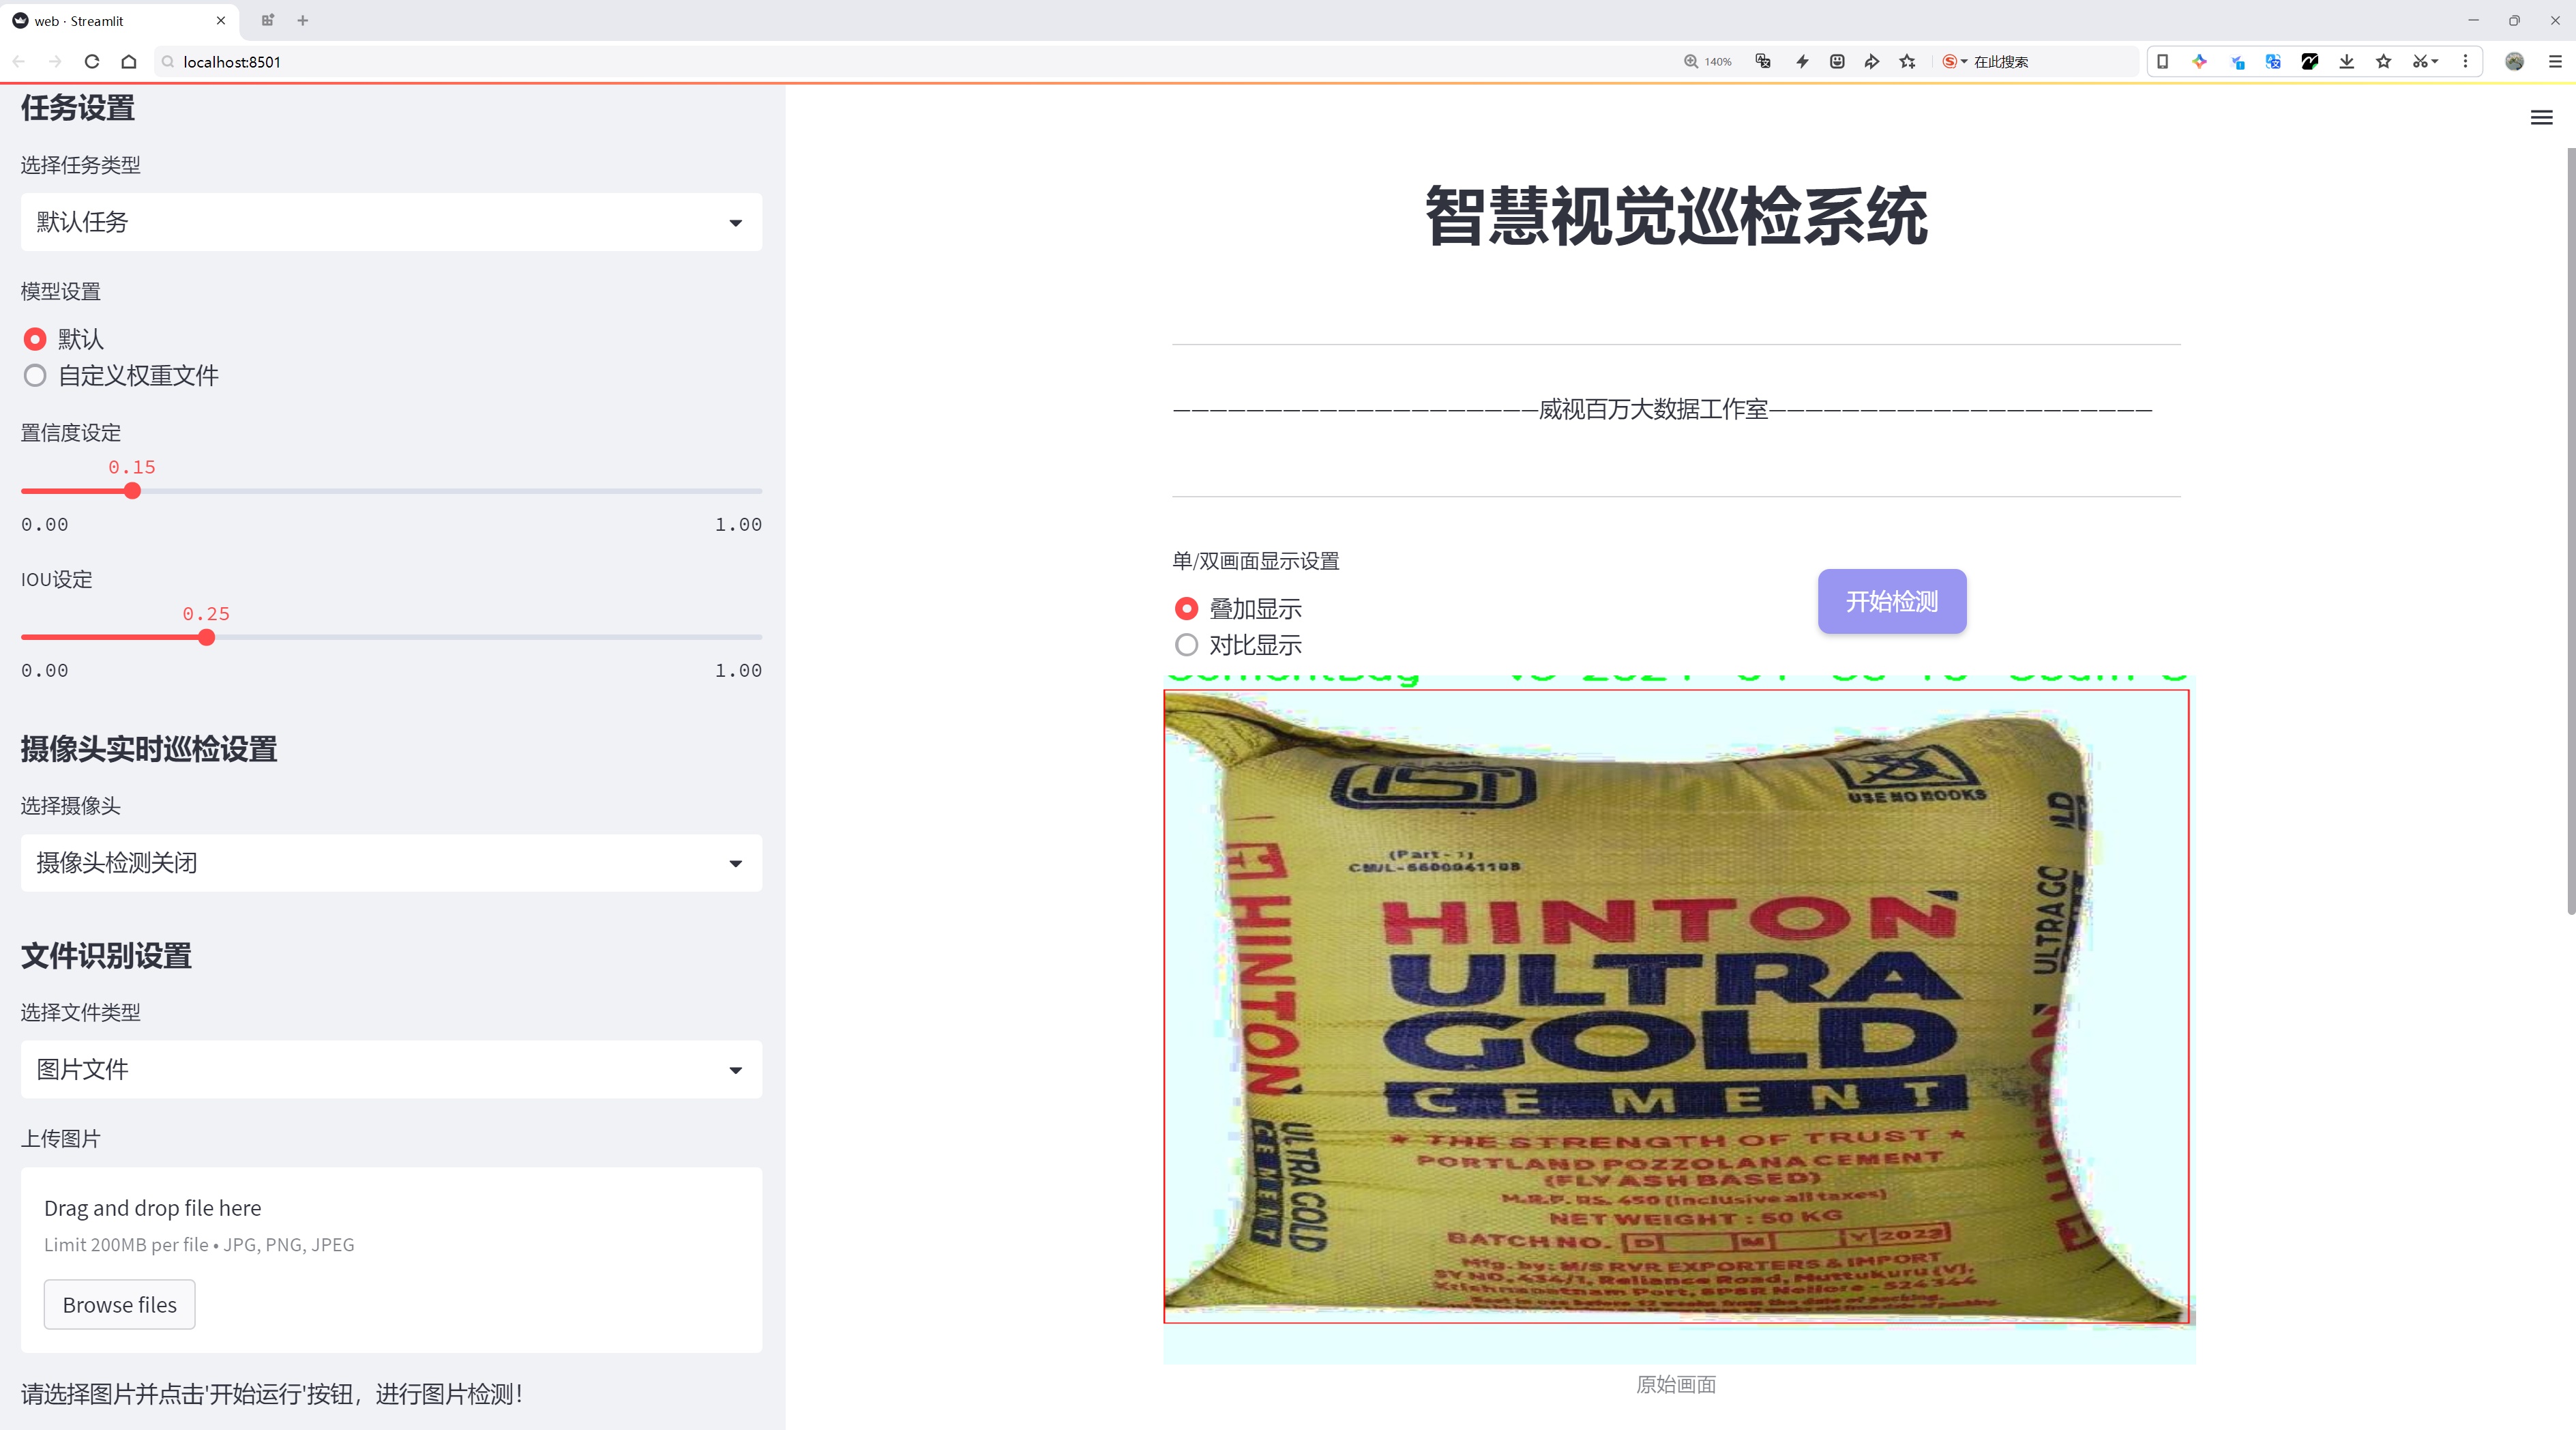 web · Streamlit
localhost:8501
140%
在此搜索
任务设置
选择任务类型
默认任务
模型设置
默认
自定义权重文件
置信度设定
0.15
0.00
1.00
IOU设定
0.25
0.00
1.00
摄像头实时巡检设置
选择摄像头
摄像头检测关闭
文件识别设置
选择文件类型
图片文件
上传图片
Drag and drop file here
Limit 200MB per file • JPG, PNG, JPEG
Browse files
请选择图片并点击'开始运行'按钮，进行图片检测！
智慧视觉巡检系统
————————————————————威视百万大数据工作室—————————————————————
单/双画面显示设置
叠加显示
对比显示
开始检测
ISI
USE NO HOOKS
(Part - 1)
CM/L-6600041198
HINTON
ULTRA
GOLD
CEMENT
★ THE STRENGTH OF TRUST ★
PORTLAND POZZOLANA CEMENT
(FLY ASH BASED)
M.R.P. RS. 450 (Inclusive all taxes)
NET WEIGHT : 50 KG
BATCH NO. D M Y 2023
Mfg. by: M/S RVR EXPORTERS & IMPORT
SY NO. 434/1, Reliance Road, Muttukuru (V),
Krishnapatnam Port, SPSR Nellore - 524344
HINTON
ULTRA GOLD
CEMENT
ULTRA GO
原始画面